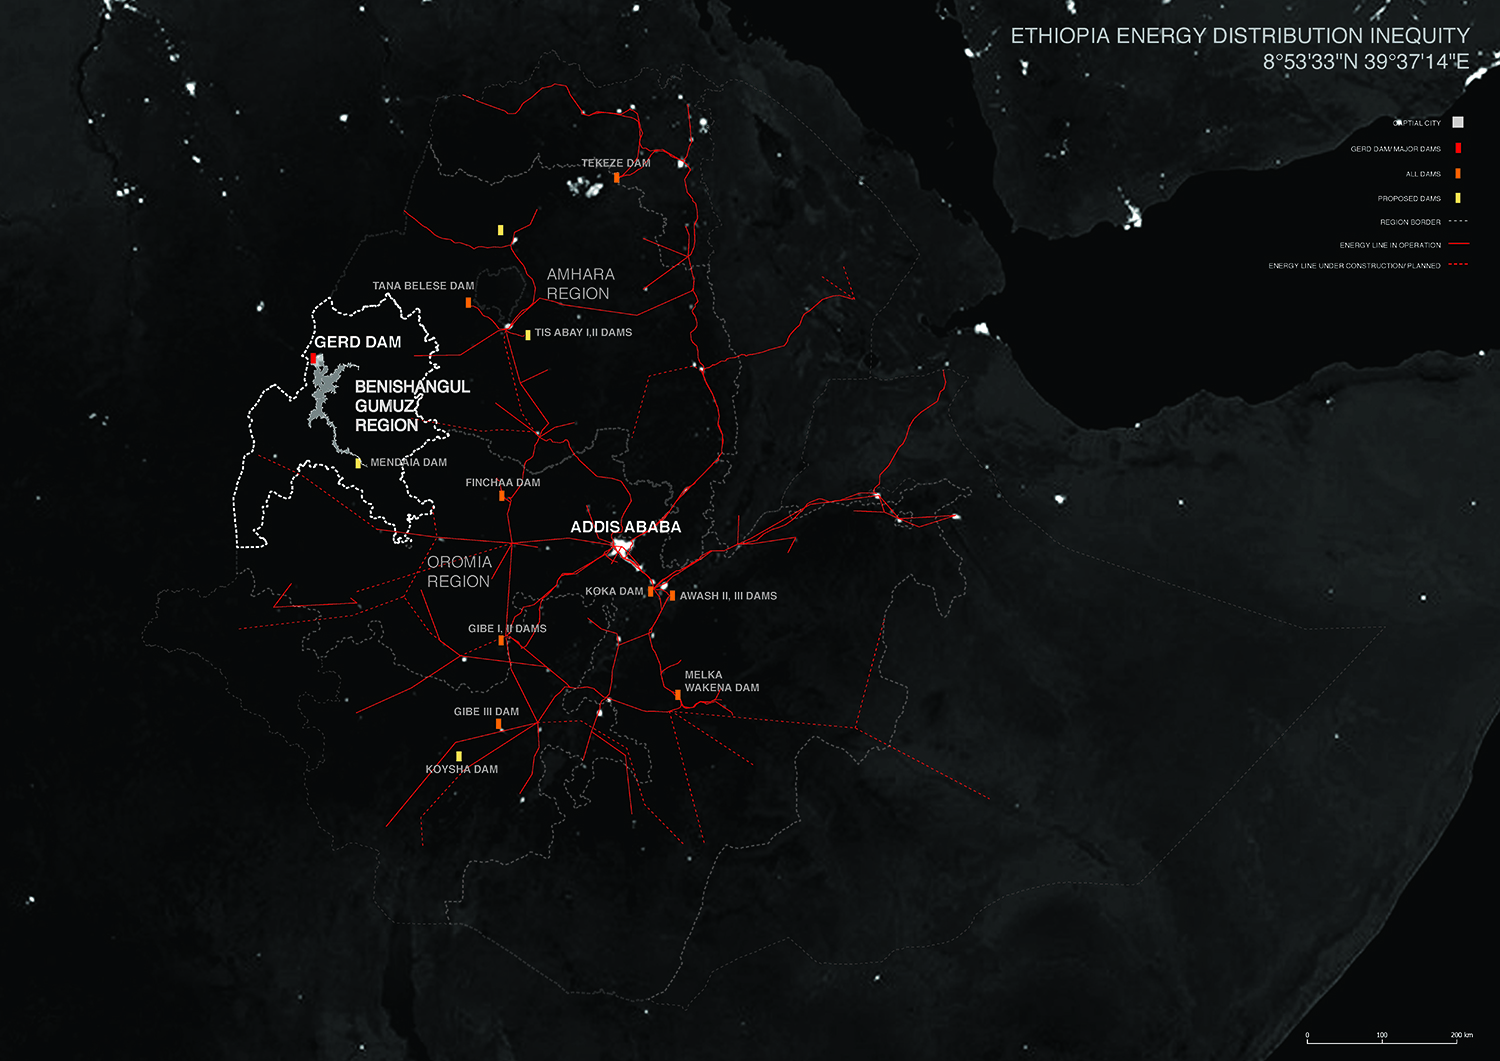 ETHIOPIA ENERGY DISTRIBUTION INEQUITY
8°53'33"N 39°37'14"E
CAPTIAL CITY
GERD DAM/MAJOR DAMS
ALL DAMS
PROPOSED DAMS
REGION BORDER
ENERGY LINE IN OPERATION
ENERGY LINE UNDER CONSTRUCTION/PLANNED
TEKEZE DAM
AMHARA
REGION
TANA BELESE DAM
TIS ABAY I,II DAMS
GERD DAM
BENISHANGUL
GUMUZ
REGION
MENDAIA DAM
FINCHAA DAM
ADDIS ABABA
OROMIA
REGION
KOKA DAM
AWASH II, III DAMS
GIBE I, II DAMS
MELKA
WAKENA DAM
GIBE III DAM
KOYSHA DAM
0 100 200 km